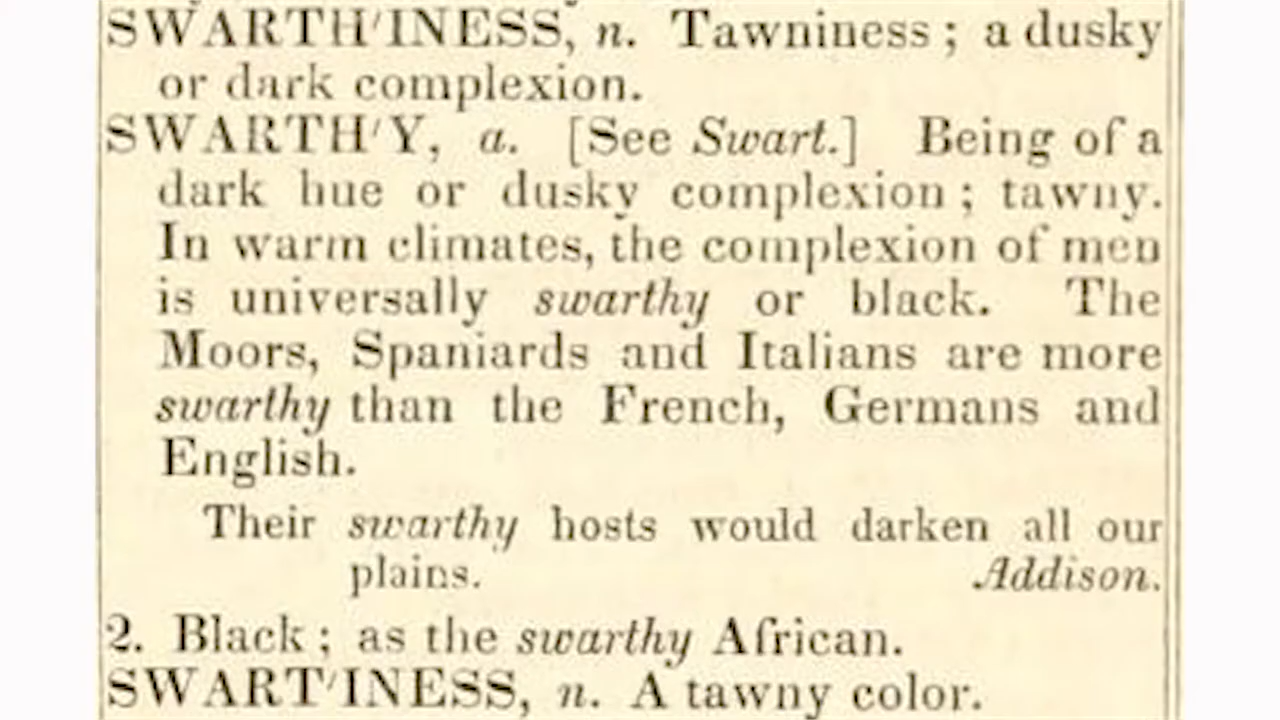 SWARTH'INESS, n. Tawniness; a dusky
or dark complexion.
SWARTH'Y, a. [See Swart.] Being of a
dark hue or dusky complexion; tawny.
In warm climates, the complexion of men
is universally swarthy or black. The
Moors, Spaniards and Italians are more
swarthy than the French, Germans and
English.
Their swarthy hosts would darken all our
plains. Addison.
2. Black; as the swarthy African.
SWART'INESS, n. A tawny color.